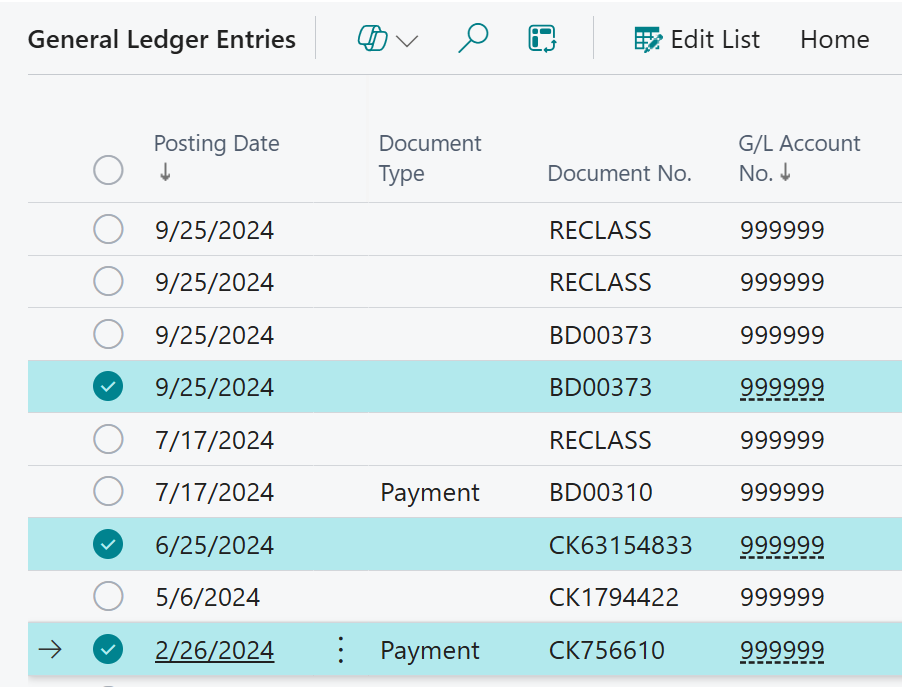 General Ledger Entries Edit List Home
Posting Date Document Type Document No. G/L Account No.
9/25/2024 RECLASS 999999
9/25/2024 RECLASS 999999
9/25/2024 BD00373 999999
9/25/2024 BD00373 999999
7/17/2024 RECLASS 999999
7/17/2024 Payment BD00310 999999
6/25/2024 CK63154833 999999
5/6/2024 CK1794422 999999
2/26/2024 Payment CK756610 999999